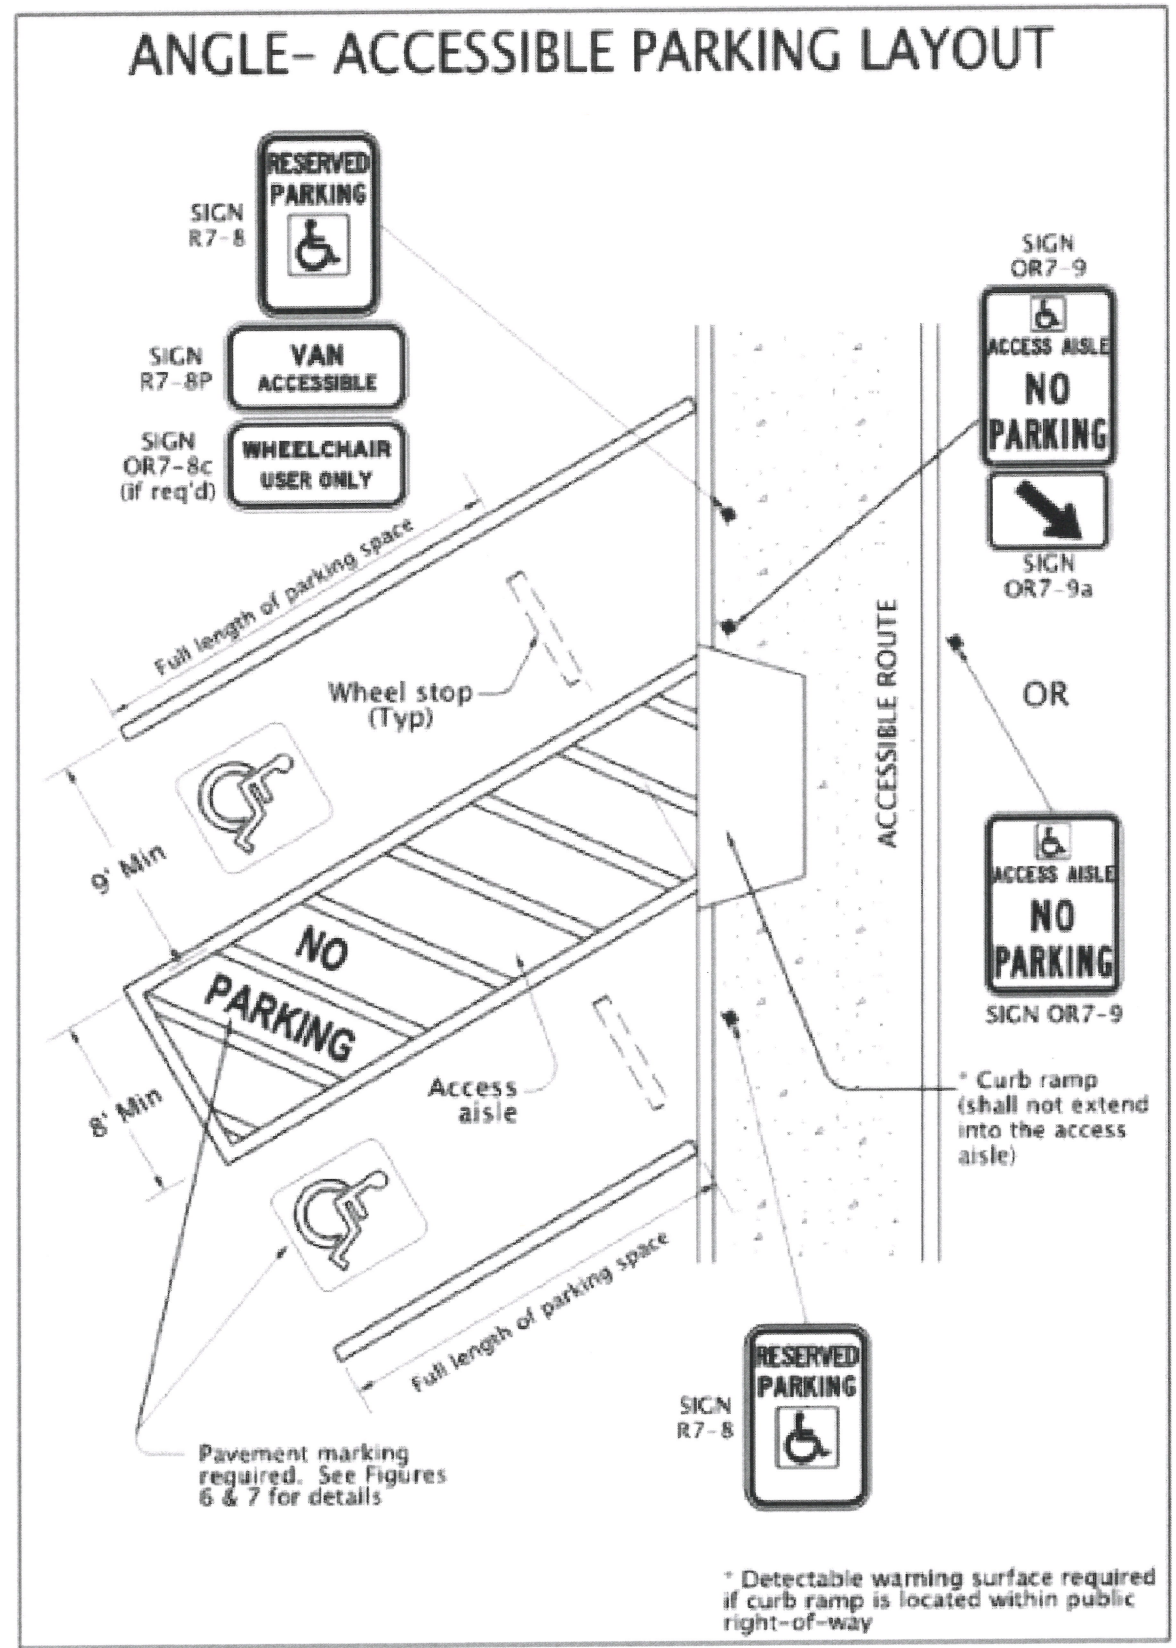 ANGLE- ACCESSIBLE PARKING LAYOUT
SIGN
R7-8
RESERVED
PARKING
SIGN
R7-8P
VAN
ACCESSIBLE
SIGN
OR7-8c
(if req'd)
WHEELCHAIR
USER ONLY
SIGN
OR7-9
ACCESS AISLE
NO
PARKING
SIGN
OR7-9a
Full length of parking space
Wheel stop
(Typ)
ACCESSIBLE ROUTE
OR
9' Min
NO
PARKING
8' Min
Access
aisle
ACCESS AISLE
NO
PARKING
SIGN OR7-9
* Curb ramp
(shall not extend
into the access
aisle)
Full length of parking space
Pavement marking
required. See Figures
6 & 7 for details
SIGN
R7-8
RESERVED
PARKING
* Detectable warning surface required
if curb ramp is located within public
right-of-way